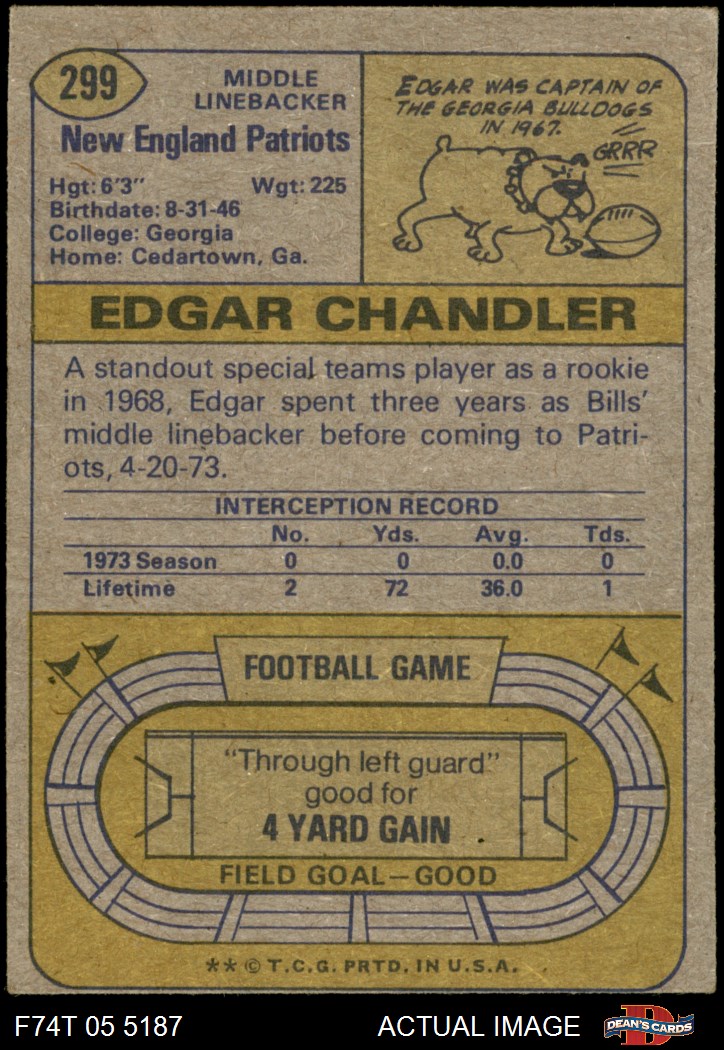 299
MIDDLE
LINEBACKER
New England Patriots
Hgt: 6'3" Wgt: 225
Birthdate: 8-31-46
College: Georgia
Home: Cedartown, Ga.
EDGAR WAS CAPTAIN OF
THE GEORGIA BULLDOGS
IN 1967.
GRRR
EDGAR CHANDLER
A standout special teams player as a rookie
in 1968, Edgar spent three years as Bills'
middle linebacker before coming to Patri-
ots, 4-20-73.
INTERCEPTION RECORD
No. Yds. Avg. Tds.
1973 Season 0 0 0.0 0
Lifetime 2 72 36.0 1
FOOTBALL GAME
"Through left guard"
good for
4 YARD GAIN
FIELD GOAL—GOOD
**© T.C.G. PRTD. IN U.S.A.
F74T 05 5187 ACTUAL IMAGE
D
DEAN'S CARDS